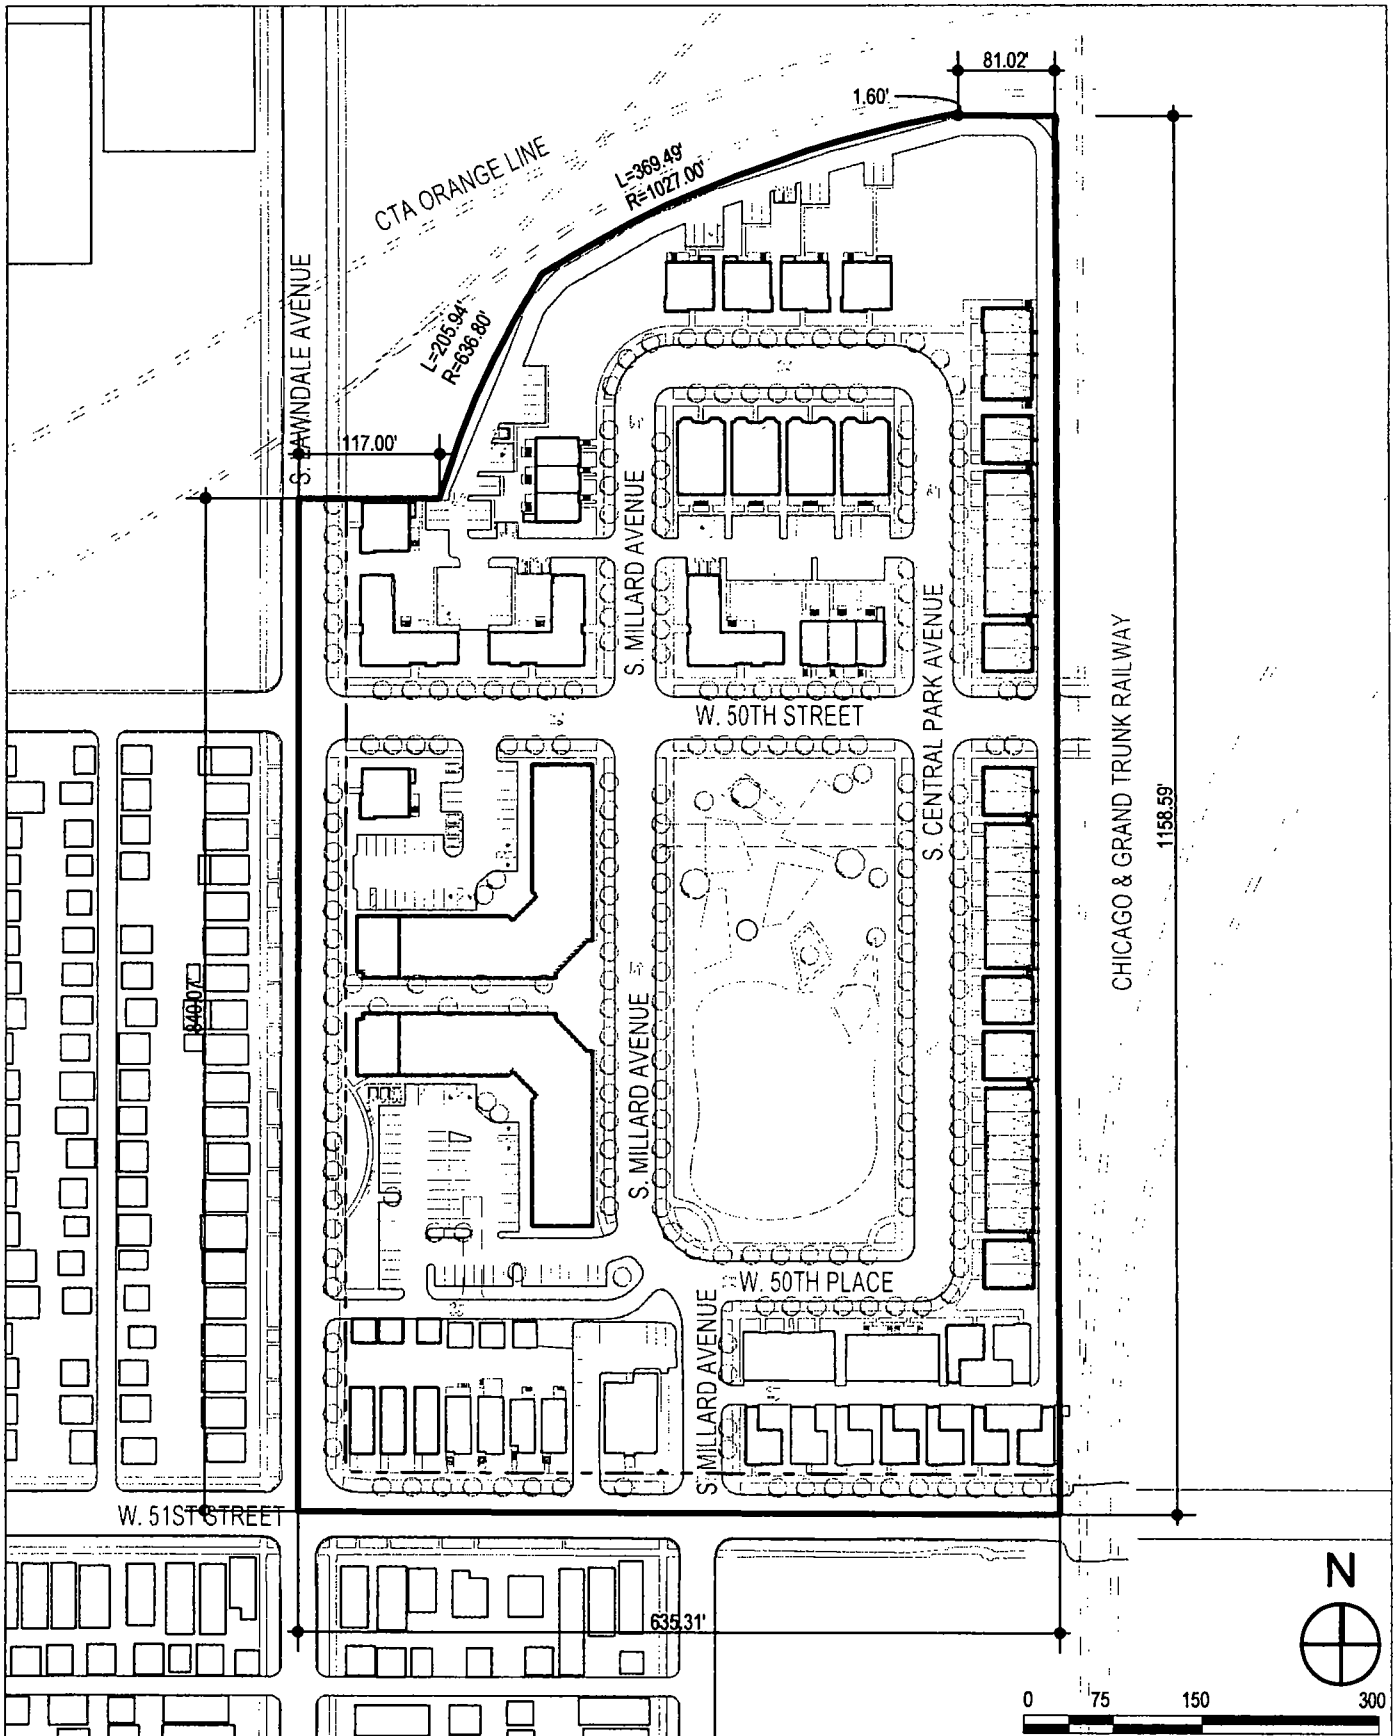 81.02'
1.60'
CTA ORANGE LINE
L=369.49'
R=1027.00'
S. LAWNDALE AVENUE
L=205.94'
R=636.80'
117.00'
S. MILLARD AVENUE
S. CENTRAL PARK AVENUE
W. 50TH STREET
CHICAGO & GRAND TRUNK RAILWAY
1158.59'
840.07'
S. MILLARD AVENUE
W. 50TH PLACE
S. MILLARD AVENUE
W. 51ST STREET
635.31'
N
0 75 150 300